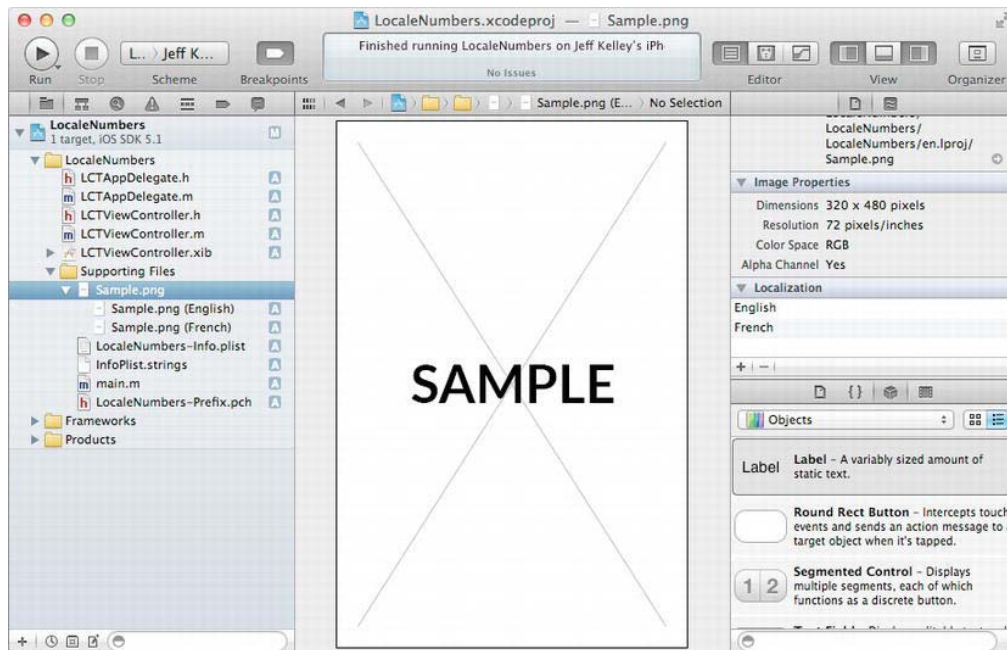 LocaleNumbers.xcodeproj — Sample.png
Run
Stop
L.. › Jeff K...
Scheme
Breakpoints
Finished running LocaleNumbers on Jeff Kelley's iPh
No Issues
Editor
View
Organizer
Sample.png (E... › No Selection
LocaleNumbers
1 target, iOS SDK 5.1
M
LocaleNumbers
h LCTAppDelegate.h A
m LCTAppDelegate.m A
h LCTViewController.h A
m LCTViewController.m A
LCTViewController.xib A
Supporting Files
Sample.png
Sample.png (English) A
Sample.png (French) A
LocaleNumbers-Info.plist A
InfoPlist.strings A
m main.m A
h LocaleNumbers-Prefix.pch A
Frameworks
Products
SAMPLE
LocaleNumbers/
LocaleNumbers/en.lproj/
Sample.png
Image Properties
Dimensions 320 x 480 pixels
Resolution 72 pixels/inches
Color Space RGB
Alpha Channel Yes
Localization
English
French
Objects
Label
Label - A variably sized amount of
static text.
Round Rect Button - Intercepts touch
events and sends an action message to
target object when it's tapped.
1 2
Segmented Control - Displays
multiple segments, each of which
functions as a discrete button.